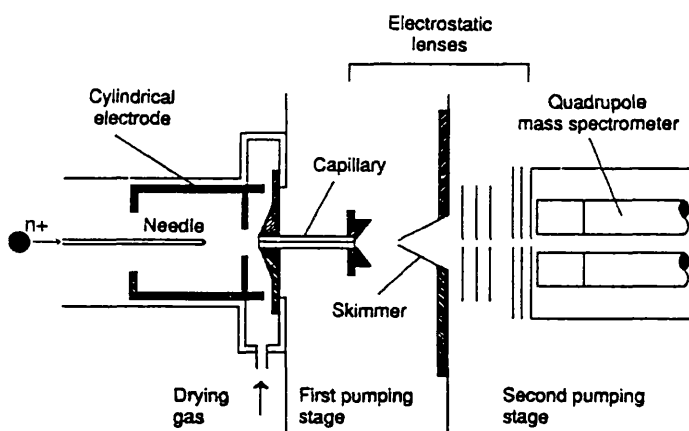 Electrostatic
lenses
Cylindrical
electrode
Quadrupole
mass spectrometer
Capillary
n+
Needle
Skimmer
Drying
gas
First pumping
stage
Second pumping
stage